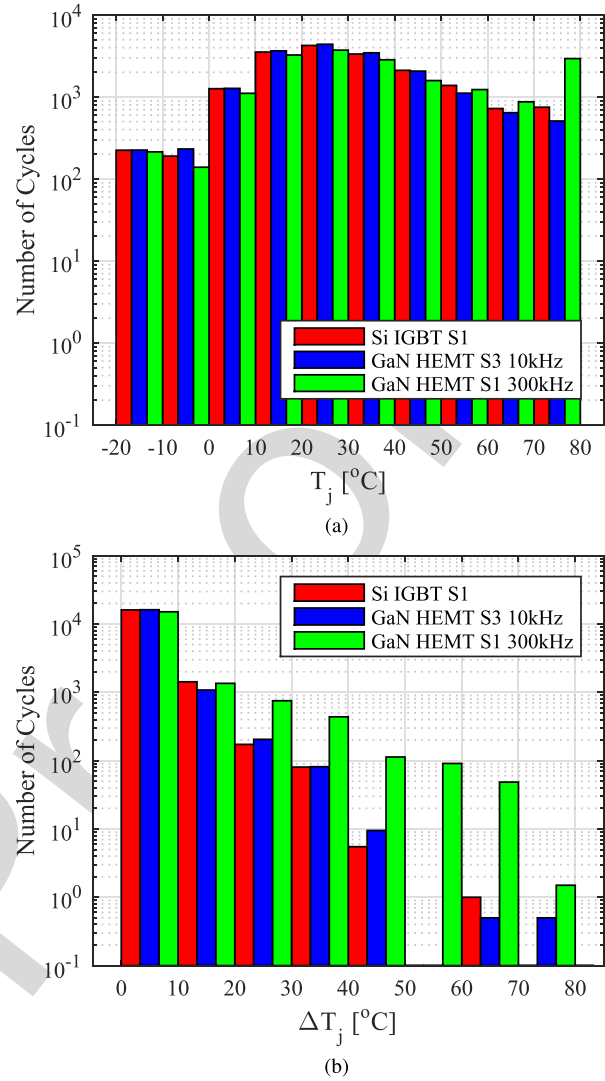 10^4
10^3
10^2
10^1
10^0
10^-1
Number of Cycles
Si IGBT S1
GaN HEMT S3 10kHz
GaN HEMT S1 300kHz
-20 -10 0 10 20 30 40 50 60 70 80
T_j [°C]
(a)
10^5
10^4
10^3
10^2
10^1
10^0
10^-1
Number of Cycles
Si IGBT S1
GaN HEMT S3 10kHz
GaN HEMT S1 300kHz
0 10 20 30 40 50 60 70 80
ΔT_j [°C]
(b)